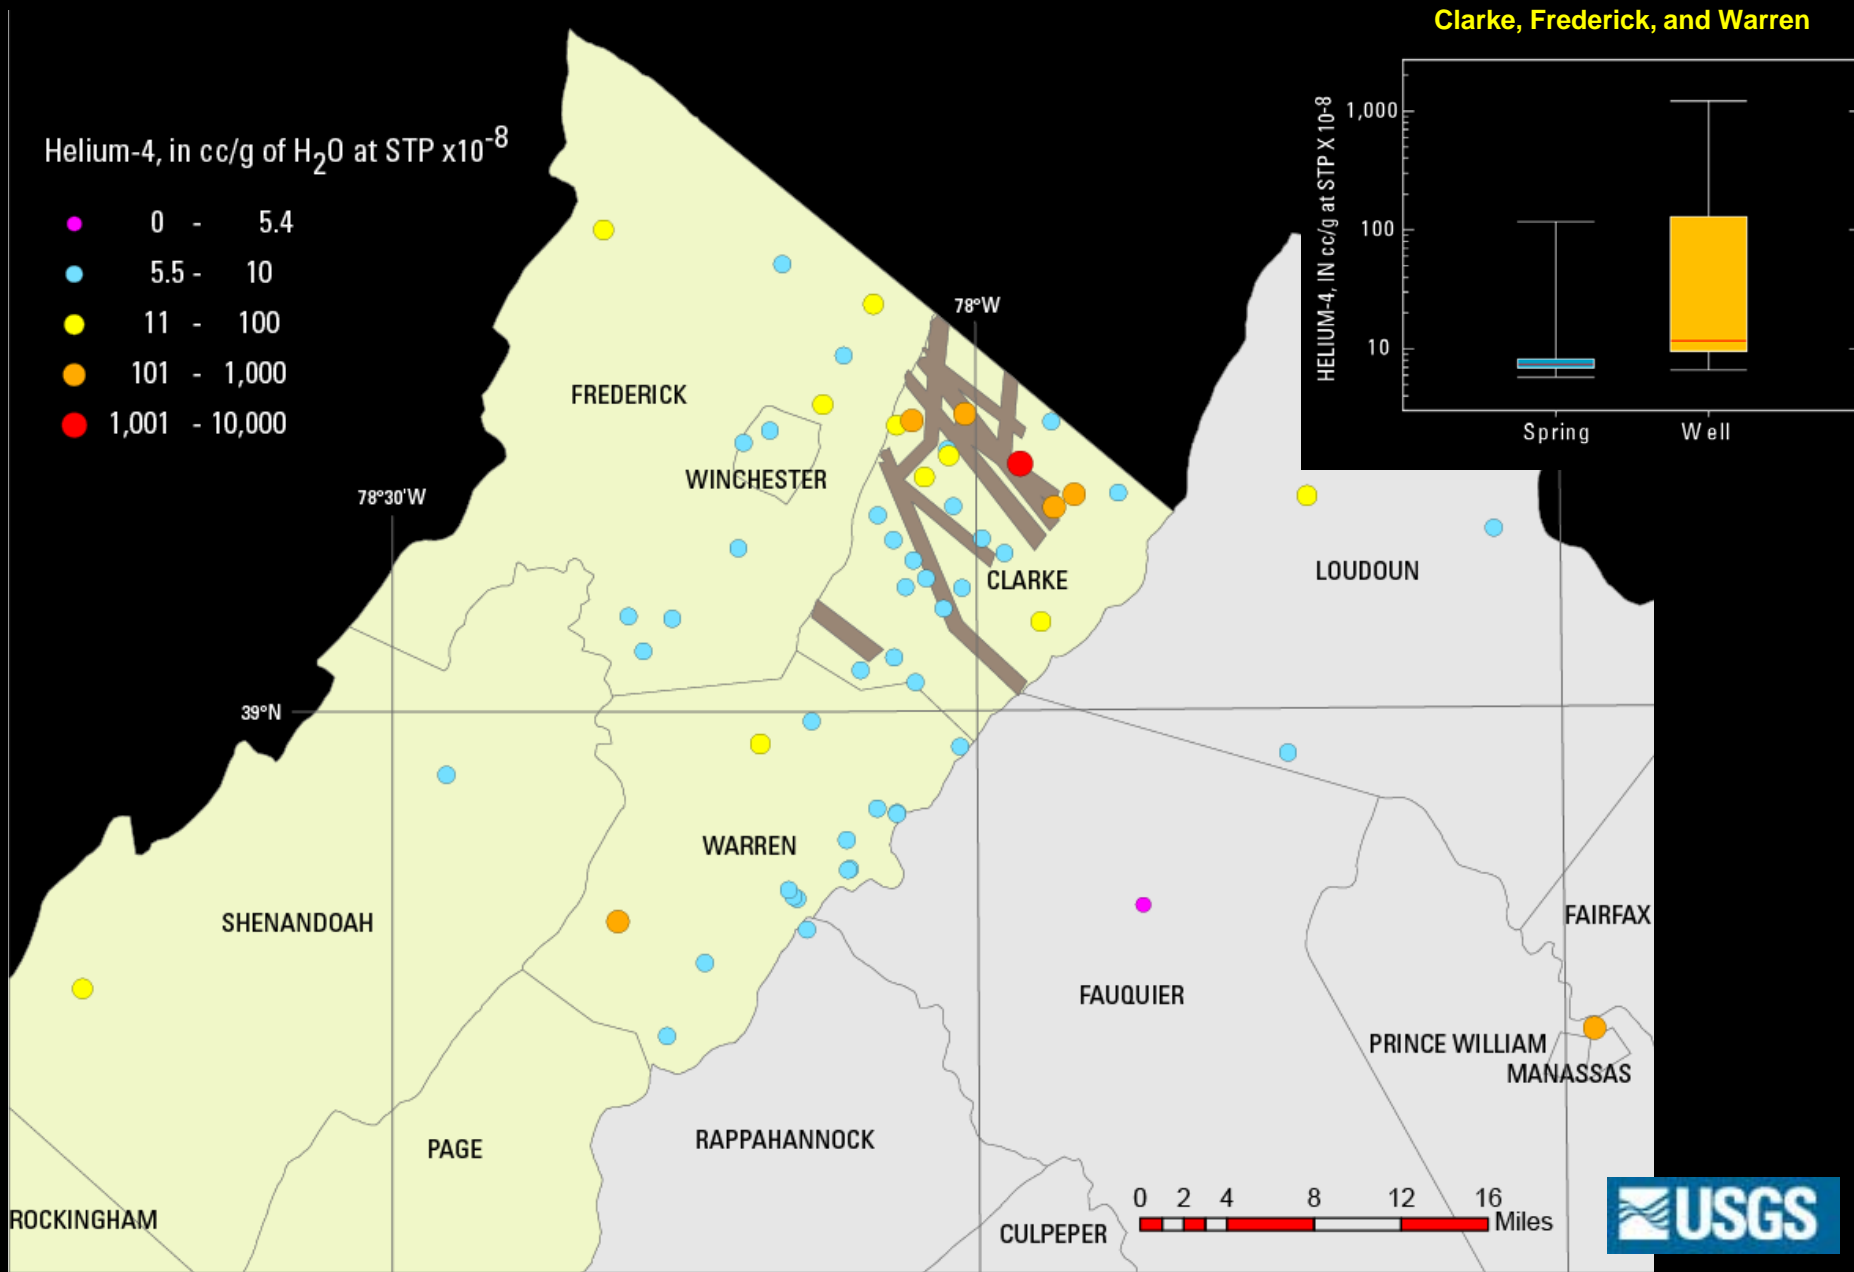 Clarke, Frederick, and Warren
Helium-4, in cc/g of H2O at STP x10-8
0 - 5.4
5.5 - 10
11 - 100
101 - 1,000
1,001 - 10,000
HELIUM-4, IN cc/g at STP X 10-8
1,000
100
10
Spring Well
78°W
FREDERICK
WINCHESTER
78°30'W
LOUDOUN
CLARKE
39°N
WARREN
SHENANDOAH
FAIRFAX
FAUQUIER
PRINCE WILLIAM
MANASSAS
RAPPAHANNOCK
PAGE
ROCKINGHAM
CULPEPER
0 2 4 8 12 16
Miles
USGS